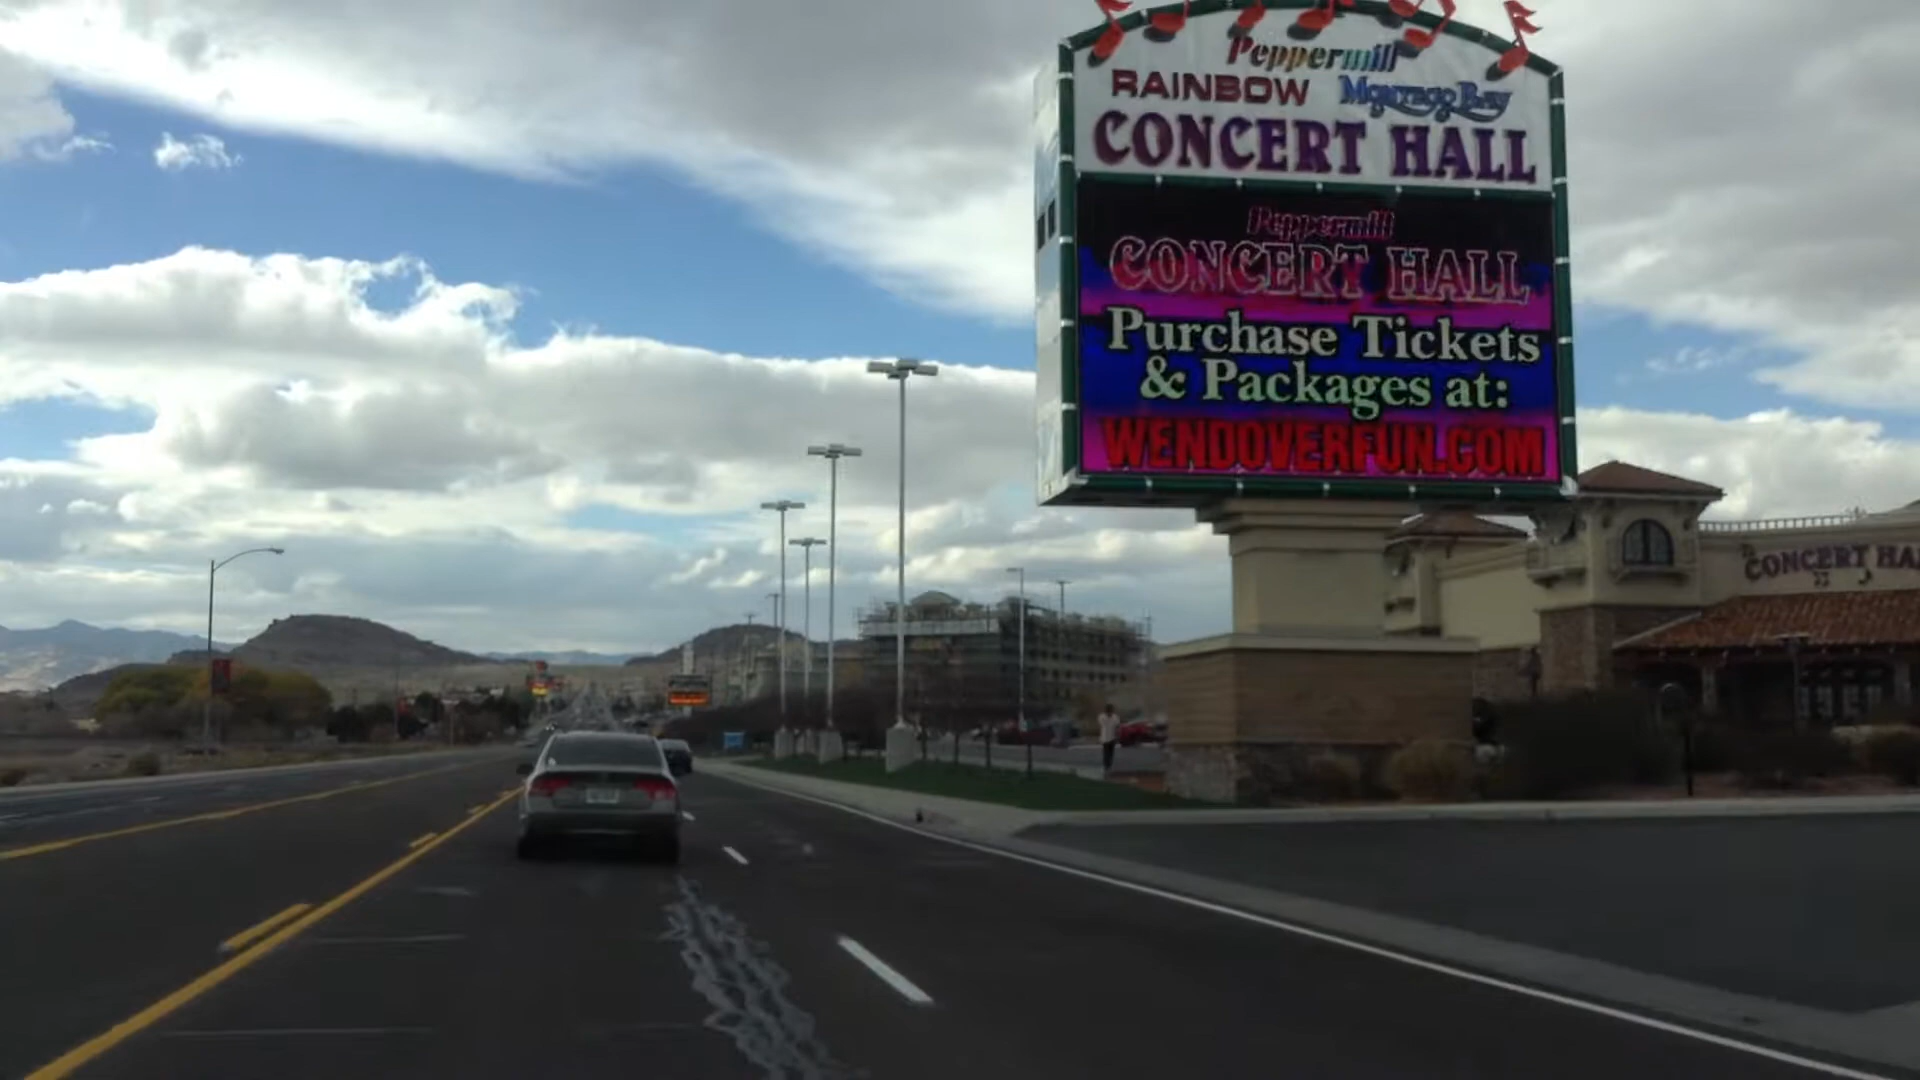 Peppermill
RAINBOW Montego Bay
CONCERT HALL
Peppermill
CONCERT HALL
Purchase Tickets
& Packages at:
WENDOVERFUN.COM
CONCERT HA